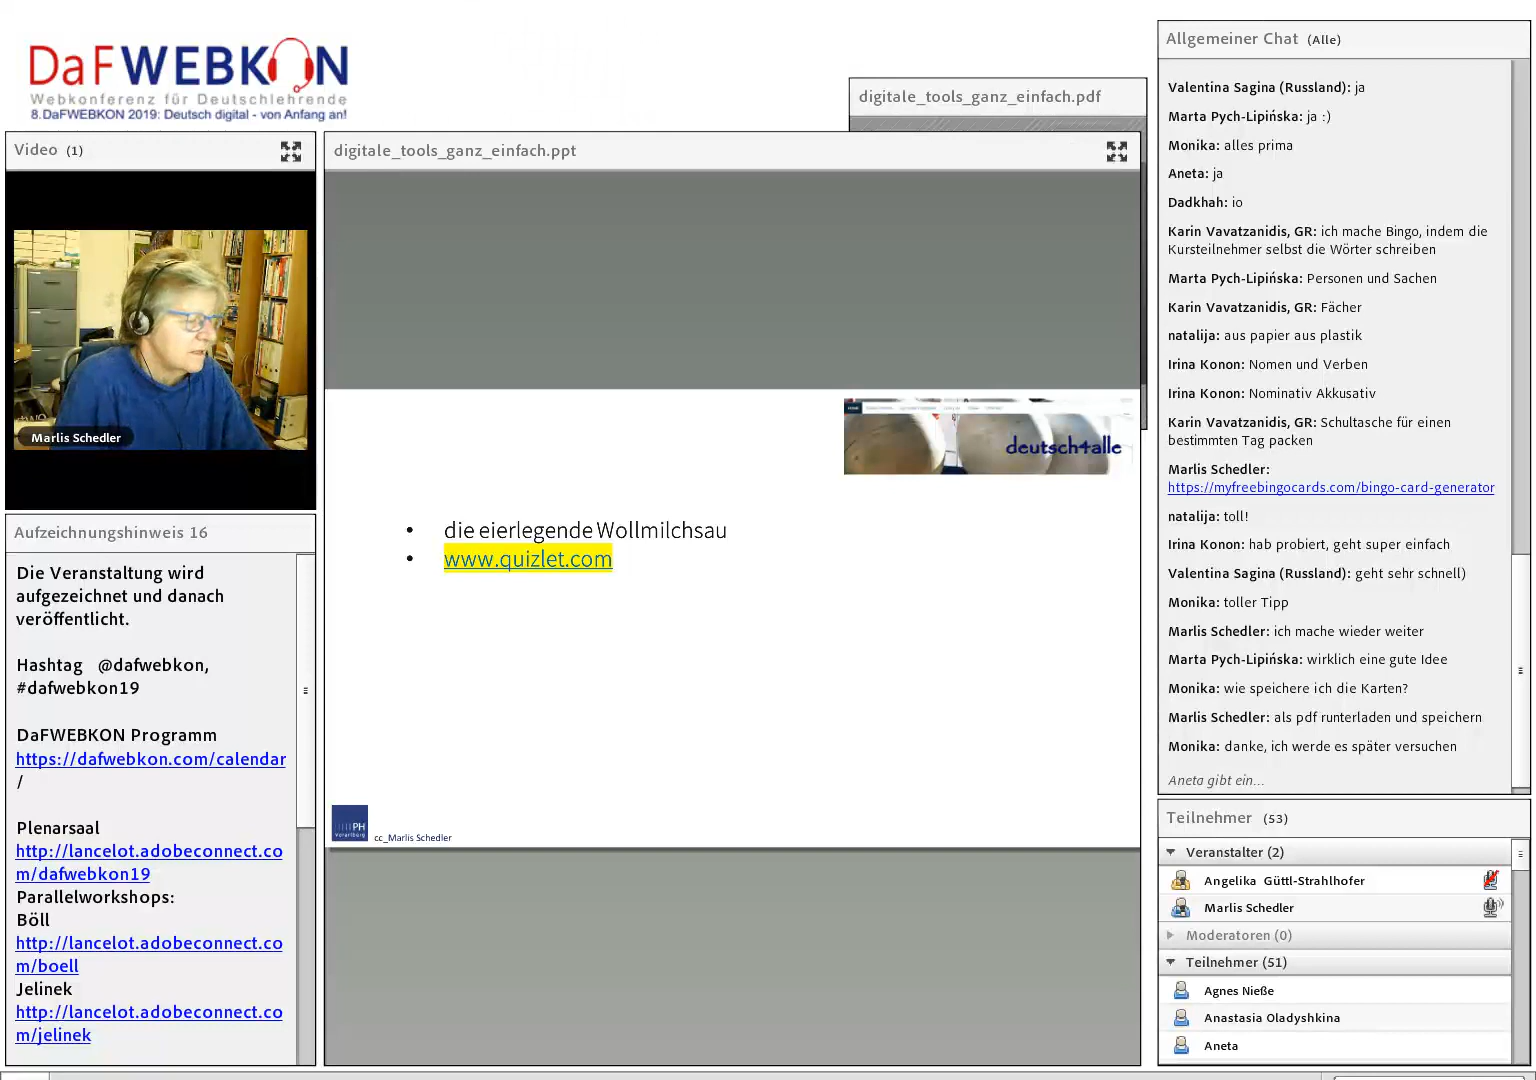 DaFWEBKON
Webkonferenz für Deutschlehrende
8.DaFWEBKON 2019: Deutsch digital - von Anfang an!
Video (1)
Marlis Schedler
Aufzeichnungshinweis 16
Die Veranstaltung wird
aufgezeichnet und danach
veröffentlicht.
Hashtag @dafwebkon,
#dafwebkon19
DaFWEBKON Programm
https://dafwebkon.com/calendar
/
Plenarsaal
http://lancelot.adobeconnect.co
m/dafwebkon19
Parallelworkshops:
Böll
http://lancelot.adobeconnect.co
m/boell
Jelinek
http://lancelot.adobeconnect.co
m/jelinek
digitale_tools_ganz_einfach.pdf
digitale_tools_ganz_einfach.ppt
deutsch4alle
• die eierlegende Wollmilchsau
• www.quizlet.com
PH
Vorarlberg
cc_Marlis Schedler
Allgemeiner Chat (Alle)
Valentina Sagina (Russland): ja
Marta Pych-Lipińska: ja :)
Monika: alles prima
Aneta: ja
Dadkhah: io
Karin Vavatzanidis, GR: ich mache Bingo, indem die
Kursteilnehmer selbst die Wörter schreiben
Marta Pych-Lipińska: Personen und Sachen
Karin Vavatzanidis, GR: Fächer
natalija: aus papier aus plastik
Irina Konon: Nomen und Verben
Irina Konon: Nominativ Akkusativ
Karin Vavatzanidis, GR: Schultasche für einen
bestimmten Tag packen
Marlis Schedler:
https://myfreebingocards.com/bingo-card-generator
natalija: toll!
Irina Konon: hab probiert, geht super einfach
Valentina Sagina (Russland): geht sehr schnell)
Monika: toller Tipp
Marlis Schedler: ich mache wieder weiter
Marta Pych-Lipińska: wirklich eine gute Idee
Monika: wie speichere ich die Karten?
Marlis Schedler: als pdf runterladen und speichern
Monika: danke, ich werde es später versuchen
Aneta gibt ein...
Teilnehmer (53)
Veranstalter (2)
Angelika Güttl-Strahlhofer
Marlis Schedler
Moderatoren (0)
Teilnehmer (51)
Agnes Nieße
Anastasia Oladyshkina
Aneta